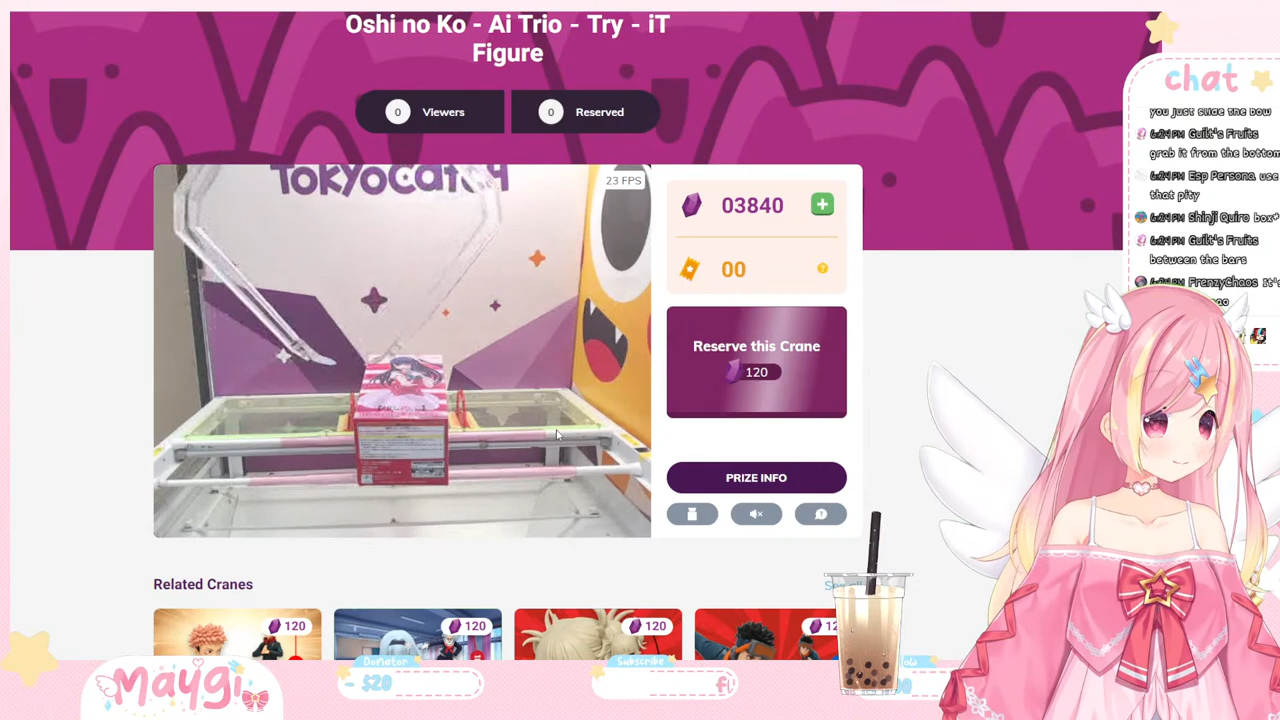 Oshi no Ko - Ai Trio - Try - iT
Figure
0 Viewers
0 Reserved
chat
you just slide the bow
Guilt's Fruits
grab it from the bottom
Esp Persona use
that pity
Shinji Quiro box*
Guilt's Fruits
between the bars
FrenzyChaos It's
23 FPS
03840
00
Reserve this Crane
120
PRIZE INFO
Related Cranes
120
120
120
Donator
- $20
Subscribe
Maygi